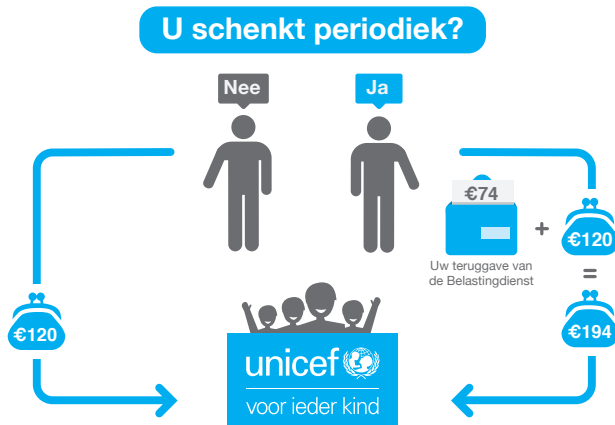 U schenkt periodiek?
Nee
Ja
€74
+
€120
Uw teruggave van
de Belastingdienst
=
€120
€194
unicef
voor ieder kind